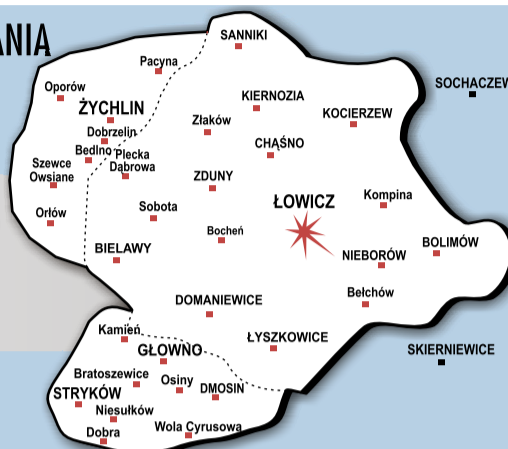 ANIA
SANNIKI
Pacyna
SOCHACZEW
Oporów
KIERNOZIA
ŻYCHLIN
KOCIERZEW
Złaków
Dobrzelin
CHĄŚNO
Bedlno
Plecka
Dąbrowa
Szewce
Owsiane
ZDUNY
Kompina
ŁOWICZ
Orłów
Sobota
Bocheń
BOLIMÓW
BIELAWY
NIEBORÓW
Bełchów
DOMANIEWICE
Kamień
ŁYSZKOWICE
GŁOWNO
SKIERNIEWICE
Bratoszewice
Osiny
DMOSIN
STRYKÓW
Niesułków
Wola Cyrusowa
Dobra